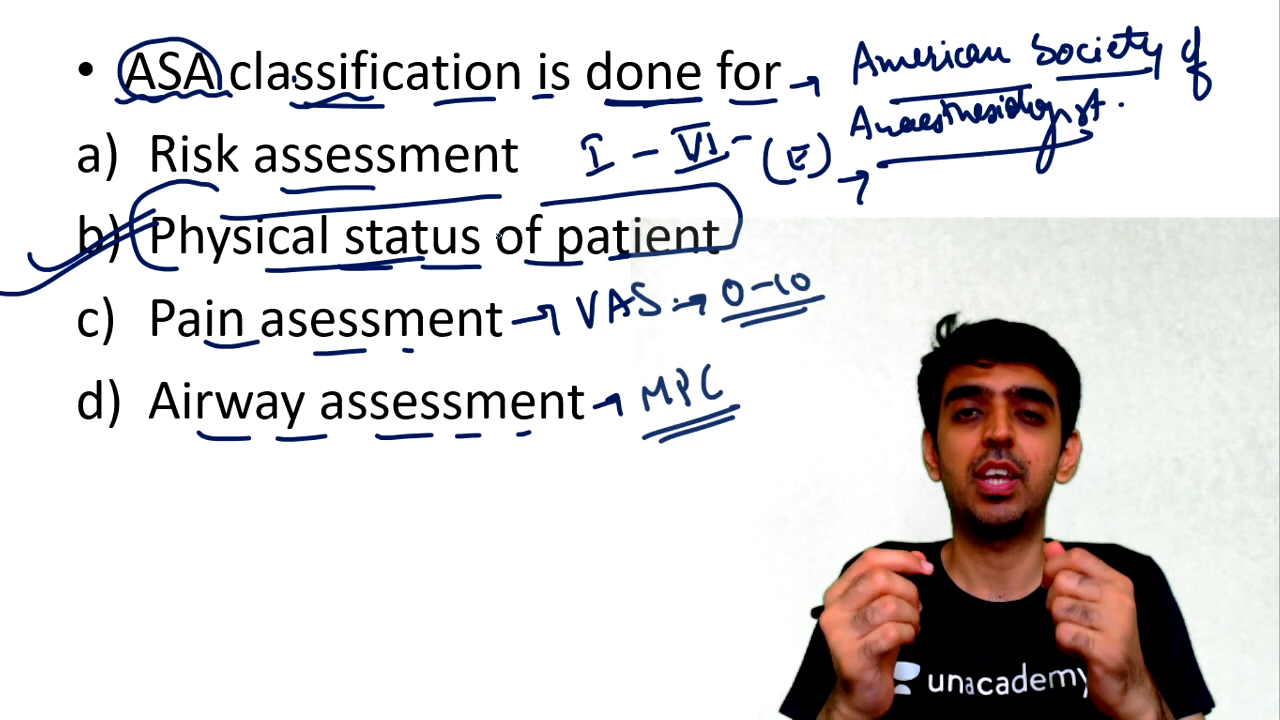 • ASA classification is done for → American Society of
Anaesthesiologist.
a) Risk assessment I - VI - (E) →
b) Physical status of patient
c) Pain asessment → VAS → 0-10
d) Airway assessment → MPC
unacademy